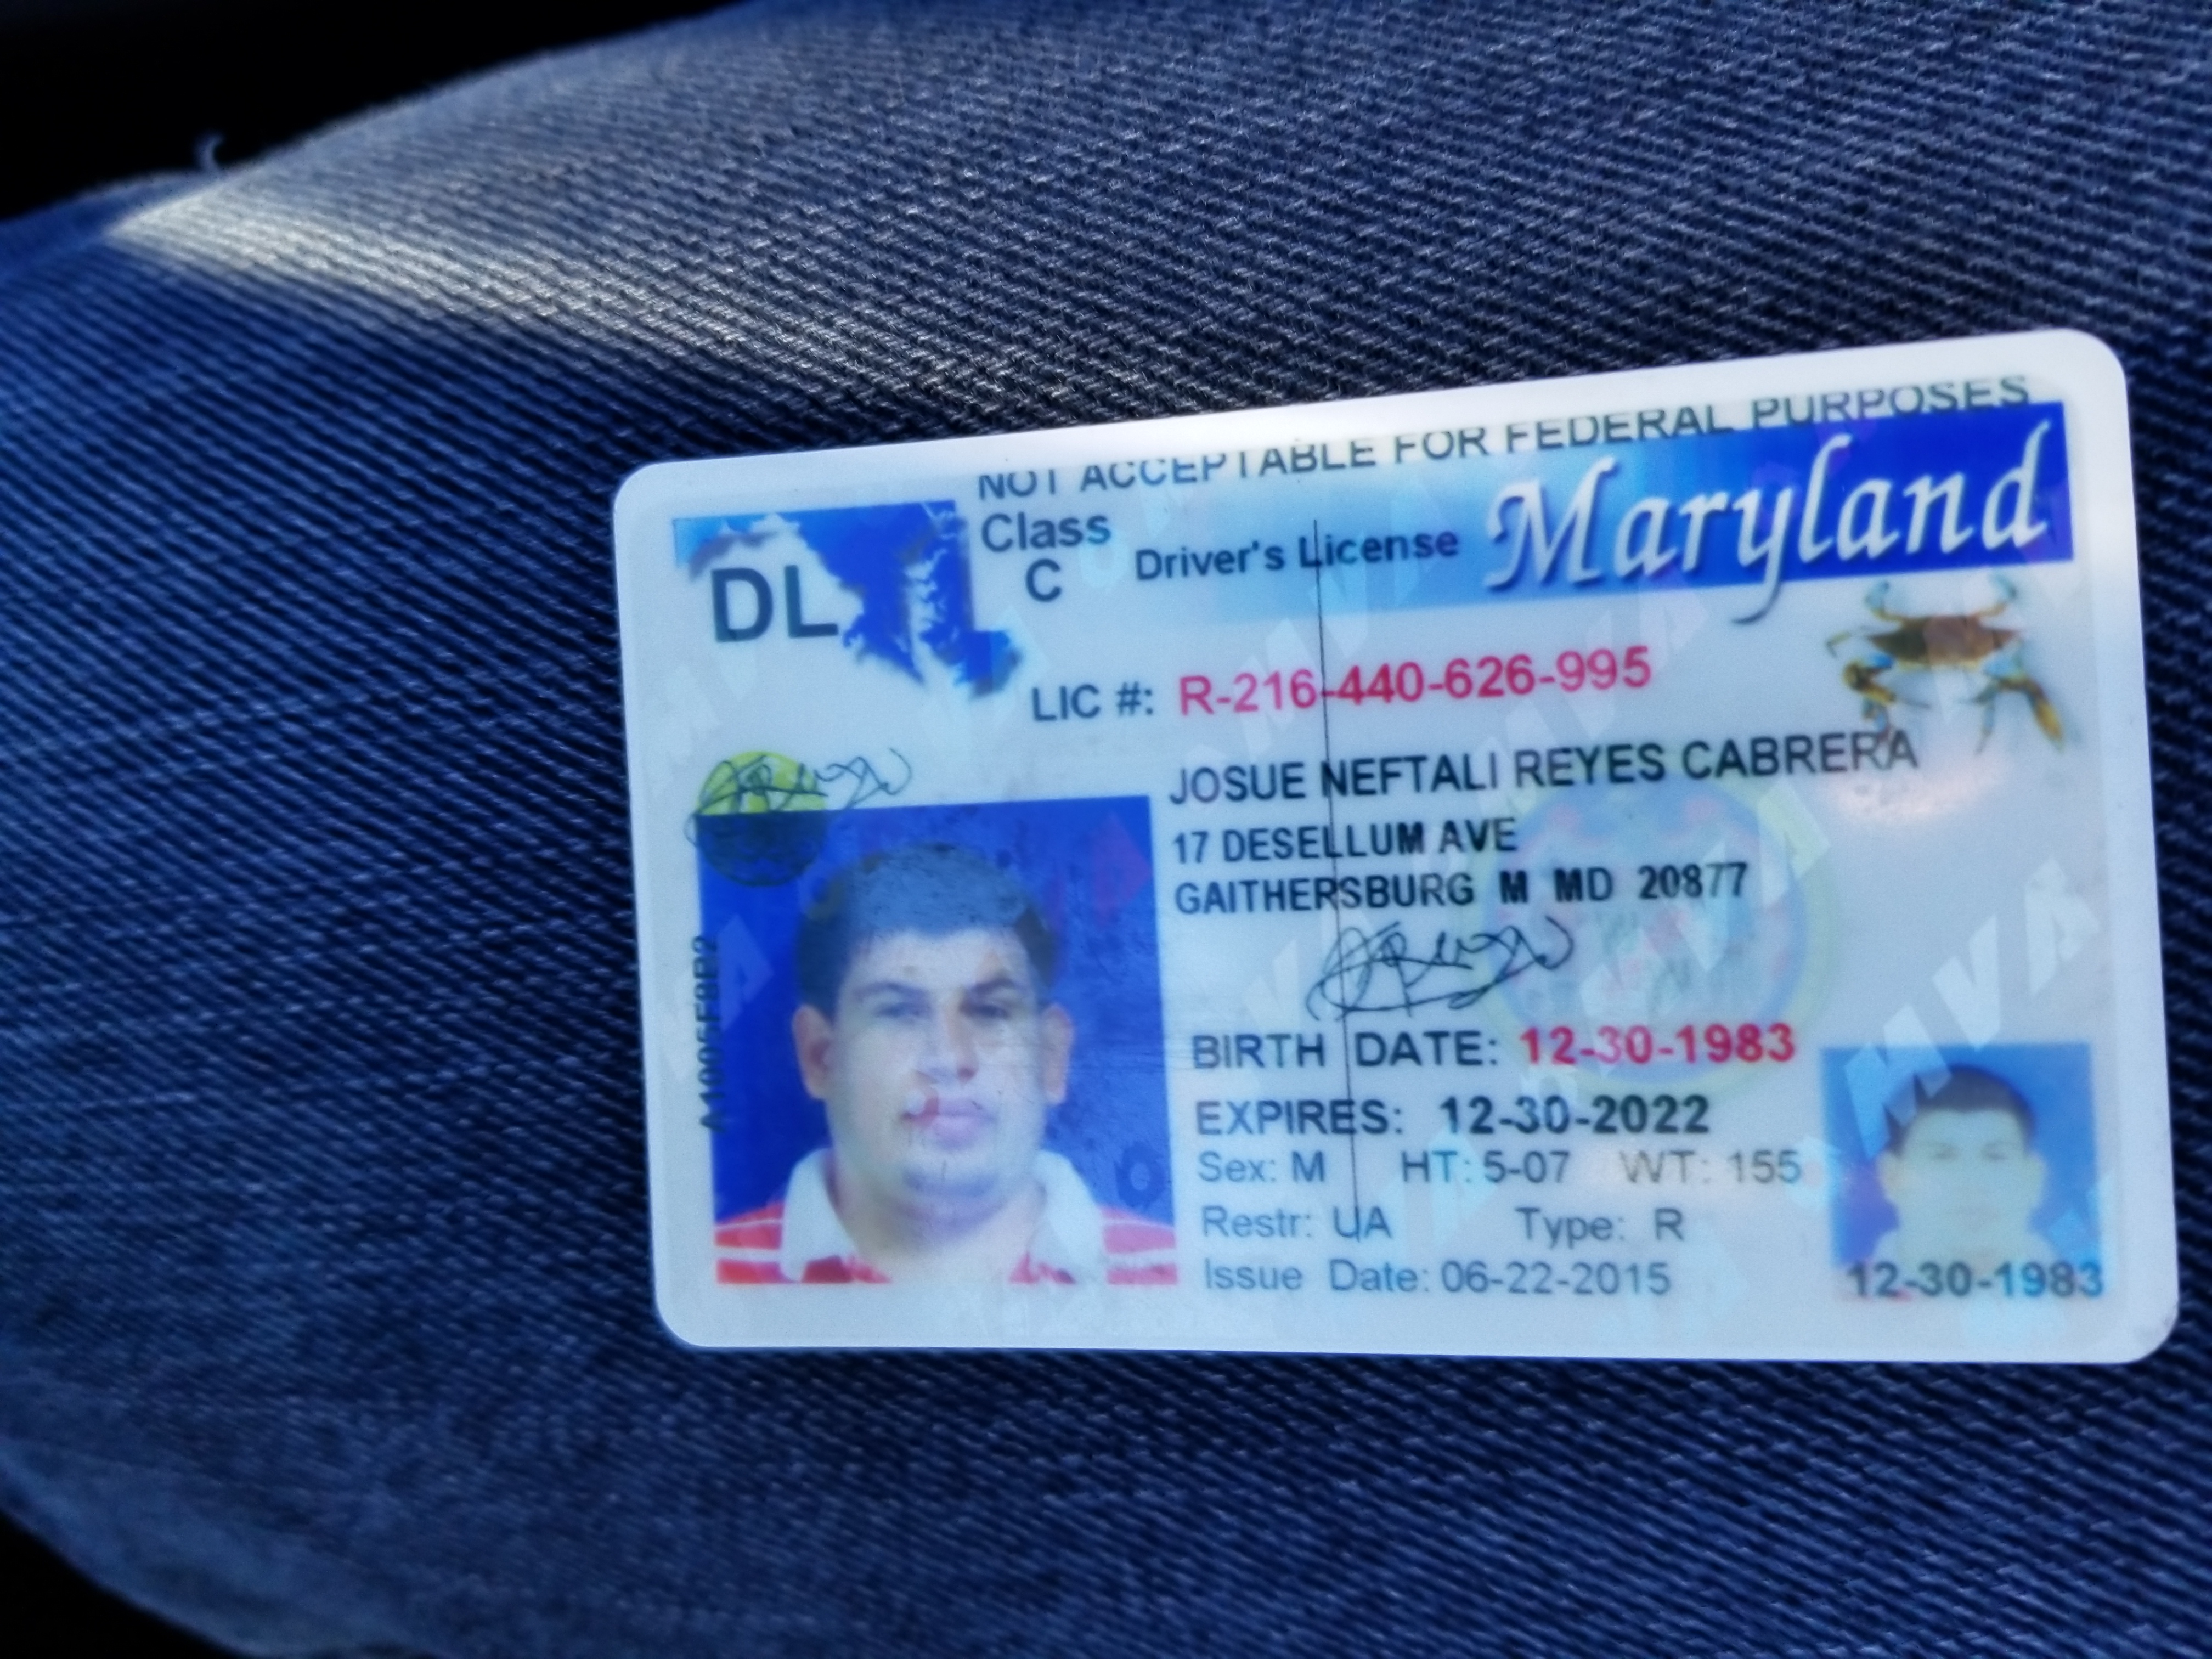 NOT ACCEPTABLE FOR FEDERAL PURPOSES
DL
Class
C
Driver's License
Maryland
LIC #: R-216-440-626-995
JOSUE NEFTALI REYES CABRERA
17 DESELLUM AVE
GAITHERSBURG M MD 20877
BIRTH DATE: 12-30-1983
EXPIRES: 12-30-2022
Sex: M HT: 5-07 WT: 155
Restr: UA Type: R
Issue Date: 06-22-2015
12-30-1983